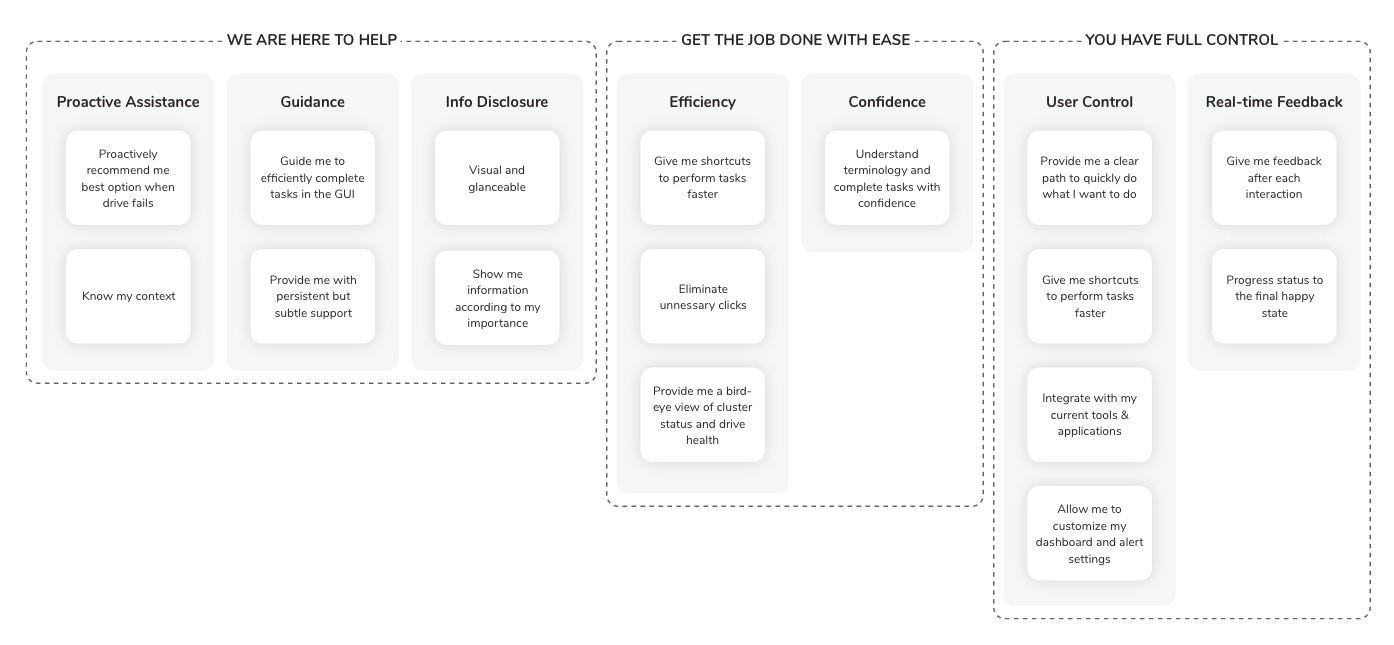 WE ARE HERE TO HELP
Proactive Assistance
Proactively
recommend me
best option when
drive fails
Know my context
Guidance
Guide me to
efficiently complete
tasks in the GUI
Provide me with
persistent but
subtle support
Info Disclosure
Visual and
glanceable
Show me
information
according to my
importance
GET THE JOB DONE WITH EASE
Efficiency
Give me shortcuts
to perform tasks
faster
Eliminate
unnessary clicks
Provide me a bird-
eye view of cluster
status and drive
health
Confidence
Understand
terminology and
complete tasks with
confidence
YOU HAVE FULL CONTROL
User Control
Provide me a clear
path to quickly do
what I want to do
Give me shortcuts
to perform tasks
faster
Integrate with my
current tools &
applications
Allow me to
customize my
dashboard and alert
settings
Real-time Feedback
Give me feedback
after each
interaction
Progress status to
the final happy
state